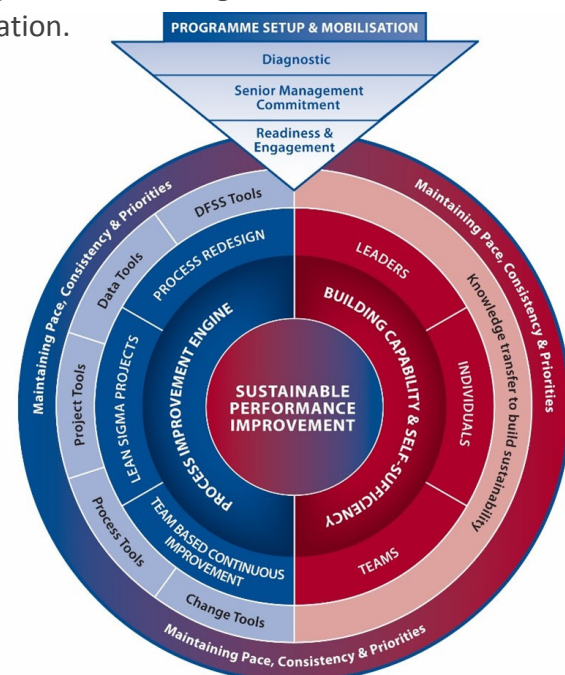 ation.
PROGRAMME SETUP & MOBILISATION
Diagnostic
Senior Management
Commitment
Readiness &
Engagement
Maintaining Pace, Consistency & Priorities
Maintaining Pace, Consistency & Priorities
DFSS Tools
Data Tools
Project Tools
Process Tools
Change Tools
PROCESS REDESIGN
LEAN SIGMA PROJECTS
TEAM BASED CONTINUOUS
IMPROVEMENT
PROCESS IMPROVEMENT ENGINE
SUSTAINABLE
PERFORMANCE
IMPROVEMENT
BUILDING CAPABILITY & SELF-SUFFICIENCY
LEADERS
INDIVIDUALS
TEAMS
Knowledge transfer to build sustainability
Maintaining Pace, Consistency & Priorities